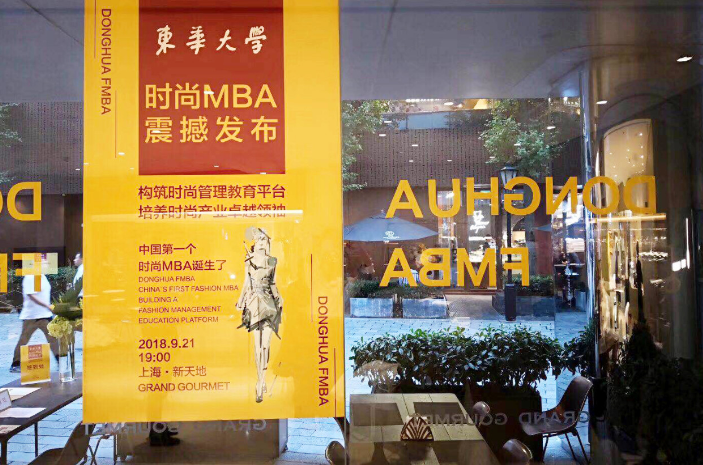 DONGHUA FMBA
東華大學
时尚MBA
震撼发布
构筑时尚管理教育平台
培养时尚产业卓越领袖
中国第一个
时尚MBA诞生了
DONGHUA FMBA
CHINA'S FIRST FASHION MBA
BUILDING A
FASHION MANAGEMENT
EDUCATION PLATFORM
2018.9.21
19:00
上海·新天地
GRAND GOURMET
DONGHUA FMBA
DONGHUA
FMBA
GRAND GOURMET